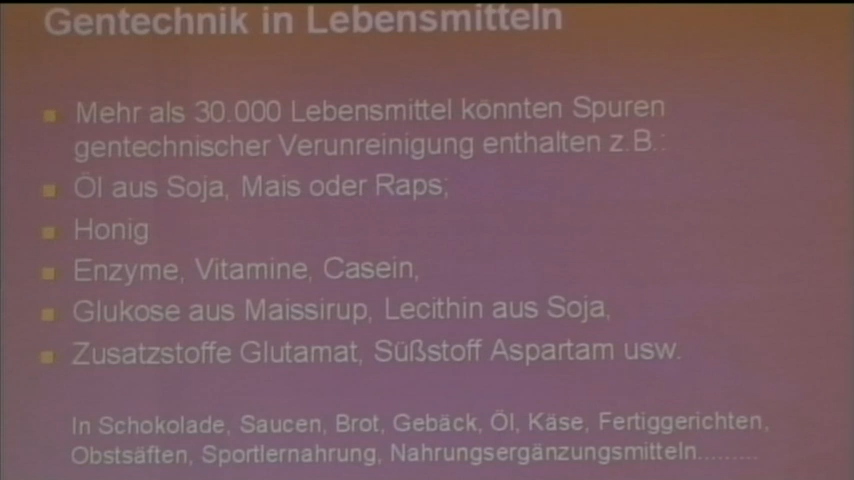 Gentechnik in Lebensmitteln
Mehr als 30.000 Lebensmittel könnten Spuren
gentechnischer Verunreinigung enthalten z.B.:
Öl aus Soja, Mais oder Raps;
Honig
Enzyme, Vitamine, Casein,
Glukose aus Maissirup, Lecithin aus Soja,
Zusatzstoffe Glutamat, Süßstoff Aspartam usw.
In Schokolade, Saucen, Brot, Gebäck, Öl, Käse, Fertiggerichten,
Obstsäften, Sportlernahrung, Nahrungsergänzungsmitteln.........